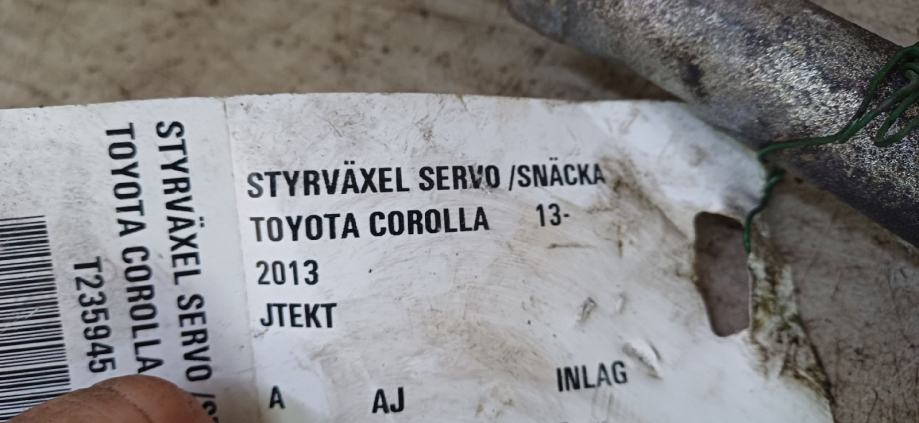 STYRVÄXEL SERVO /SNÄCKA
TOYOTA COROLLA 13-
2013
JTEKT
A AJ INLAG
STYRVÄXEL SERVO
TOYOTA COROLLA
T235945